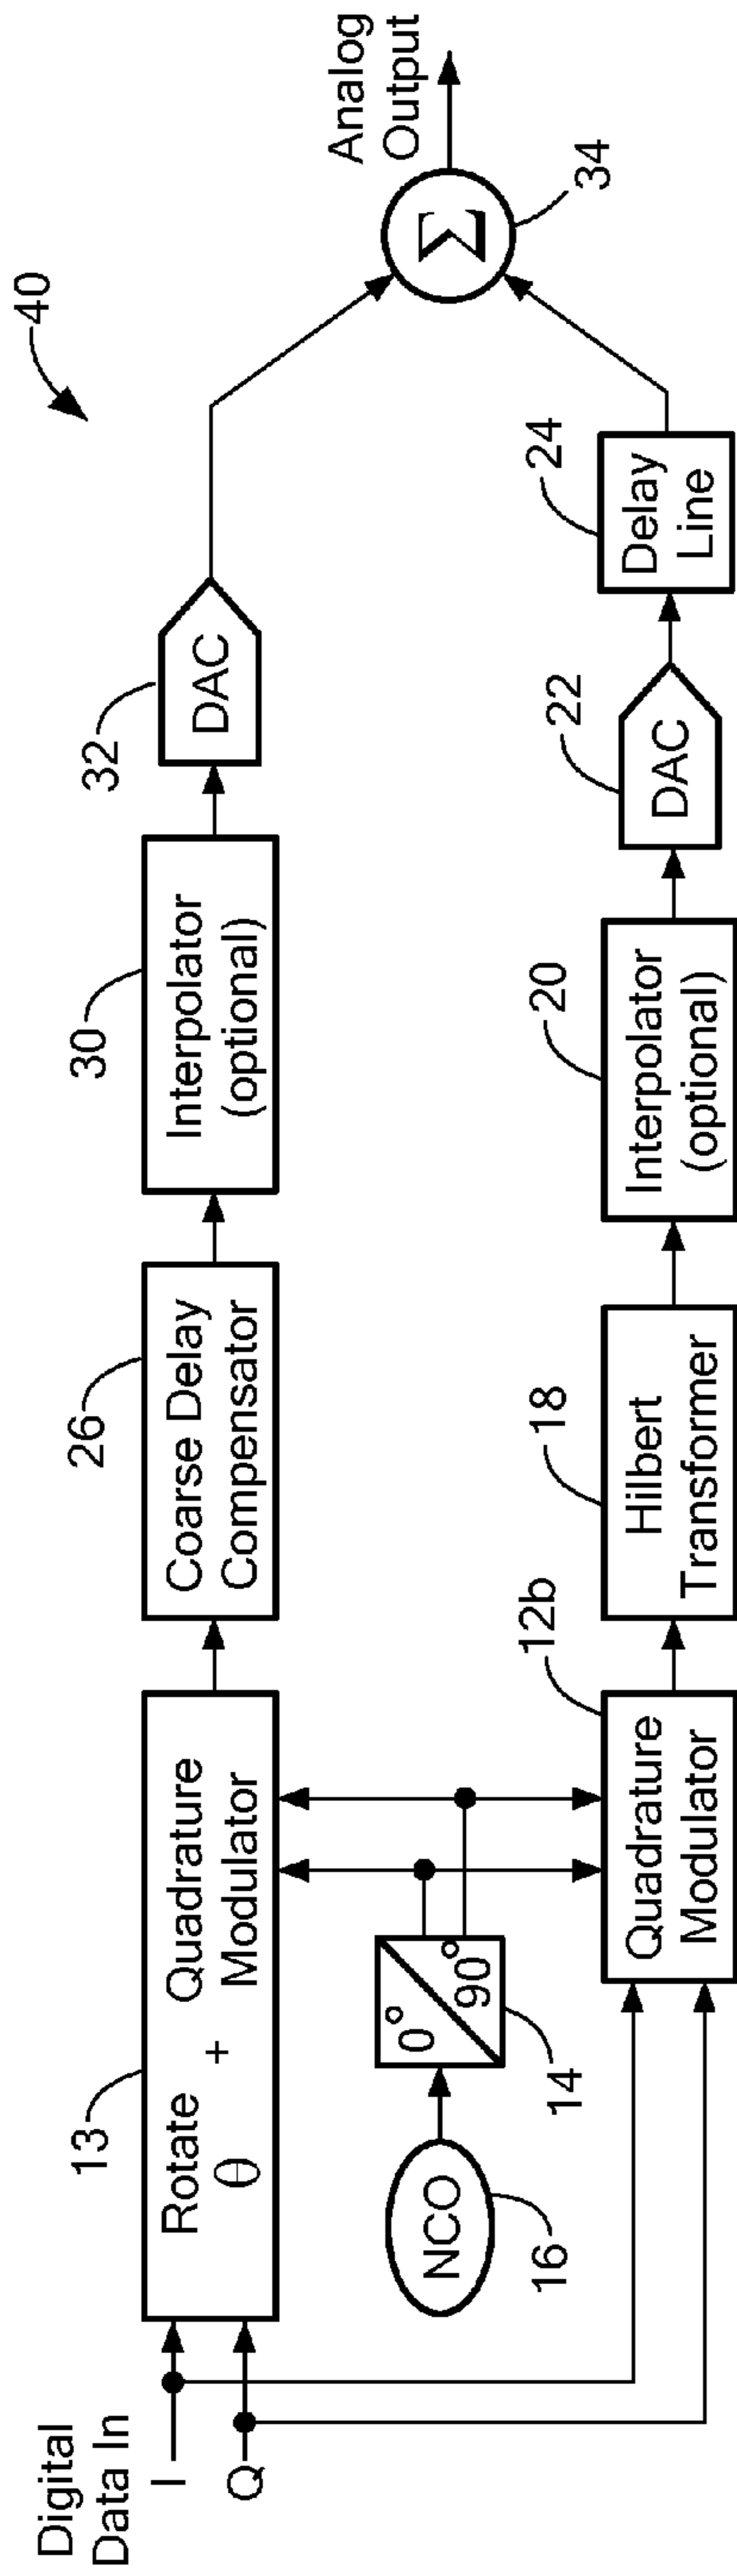 40
Digital
Data In
I
Q
13
Rotate + Quadrature
θ Modulator
26
Coarse Delay
Compensator
30
Interpolator
(optional)
32
DAC
Analog
Output
Σ
34
NCO
16
0°
90°
14
12b
Quadrature
Modulator
18
Hilbert
Transformer
20
Interpolator
(optional)
22
DAC
24
Delay
Line